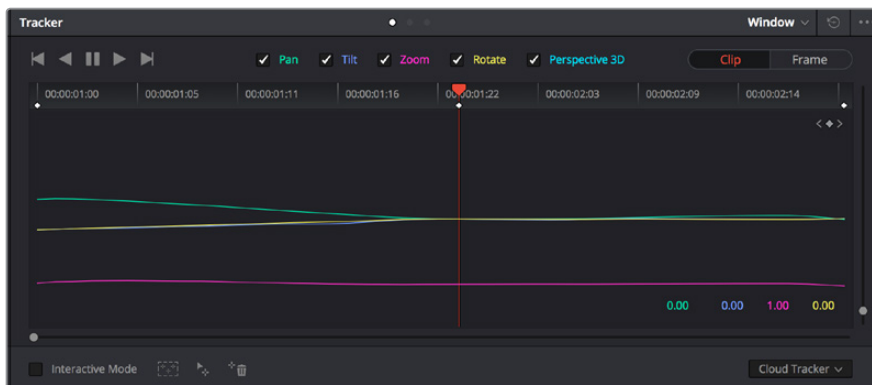 Tracker Window
Pan Tilt Zoom Rotate Perspective 3D Clip Frame
00:00:01:00 00:00:01:05 00:00:01:11 00:00:01:16 00:00:01:22 00:00:02:03 00:00:02:09 00:00:02:14
0.00 0.00 1.00 0.00
Interactive Mode Cloud Tracker